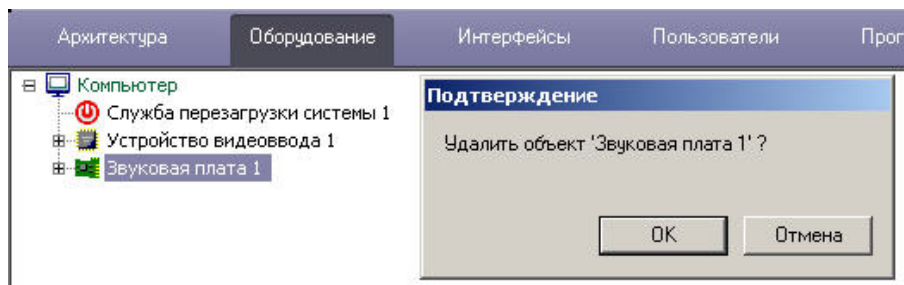 Архитектура Оборудование Интерфейсы Пользователи
Компьютер
Служба перезагрузки системы 1
Устройство видеоввода 1
Звуковая плата 1
Подтверждение
Удалить объект 'Звуковая плата 1' ?
OK Отмена